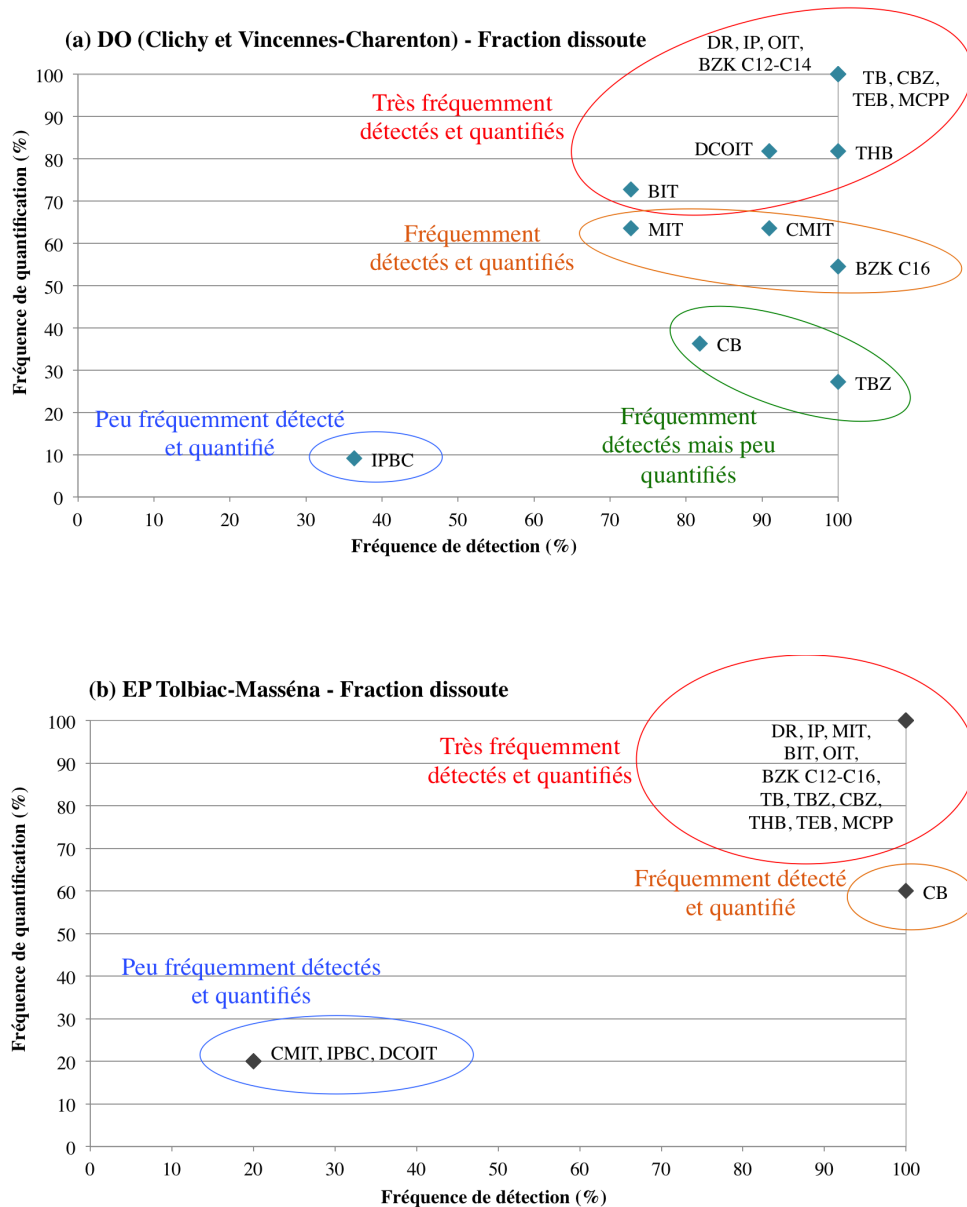 (a) DO (Clichy et Vincennes-Charenton) - Fraction dissoute
DR, IP, OIT,
BZK C12-C14
TB, CBZ,
TEB, MCPP
Très fréquemment
détectés et quantifiés
DCOIT
THB
BIT
Fréquemment
détectés et quantifiés
MIT
CMIT
BZK C16
CB
TBZ
Fréquemment
détectés mais peu
quantifiés
Peu fréquemment détecté
et quantifié
IPBC
Fréquence de quantification (%)
100
90
80
70
60
50
40
30
20
10
0
0 10 20 30 40 50 60 70 80 90 100
Fréquence de détection (%)
(b) EP Tolbiac-Masséna - Fraction dissoute
Très fréquemment
détectés et quantifiés
DR, IP, MIT,
BIT, OIT,
BZK C12-C16,
TB, TBZ, CBZ,
THB, TEB, MCPP
Fréquemment détecté
et quantifié
CB
Peu fréquemment détectés
et quantifiés
CMIT, IPBC, DCOIT
Fréquence de quantification (%)
100
90
80
70
60
50
40
30
20
10
0
0 10 20 30 40 50 60 70 80 90 100
Fréquence de détection (%)